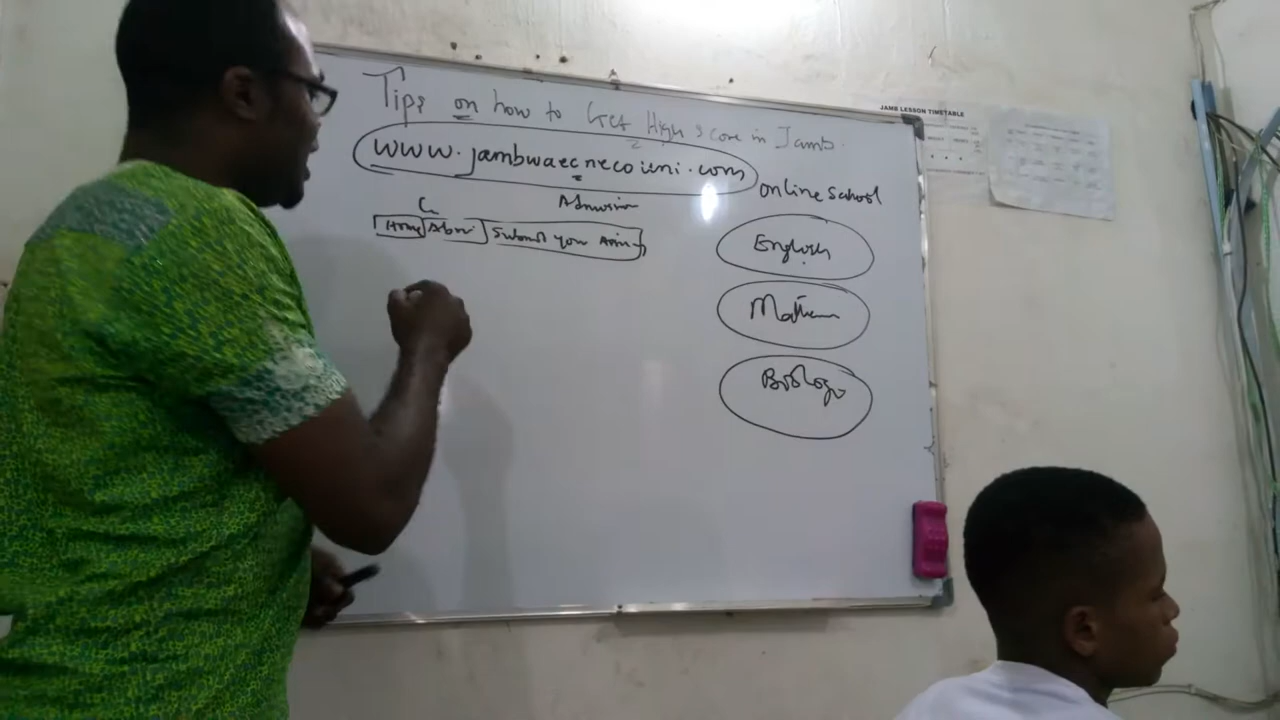 Tips on how to Get High score in Jamb.
www.jambwaecnecouni.com
online school
Admission
Home About Submit your
English
Mathem
Biology
JAMB LESSON TIMETABLE